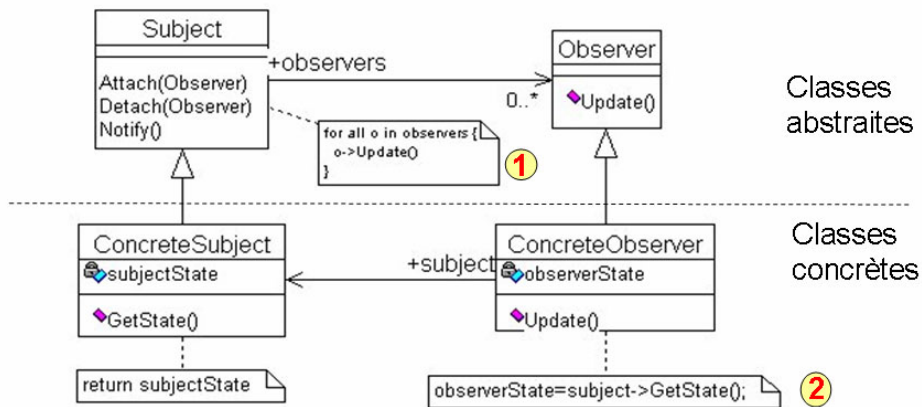 Subject
Attach(Observer)
Detach(Observer)
Notify()
+observers
0..*
Observer
Update()
Classes
abstraites
for all o in observers {
o->Update()
}
1
ConcreteSubject
subjectState
GetState()
+subject
ConcreteObserver
observerState
Update()
Classes
concrètes
return subjectState
observerState=subject->GetState();
2